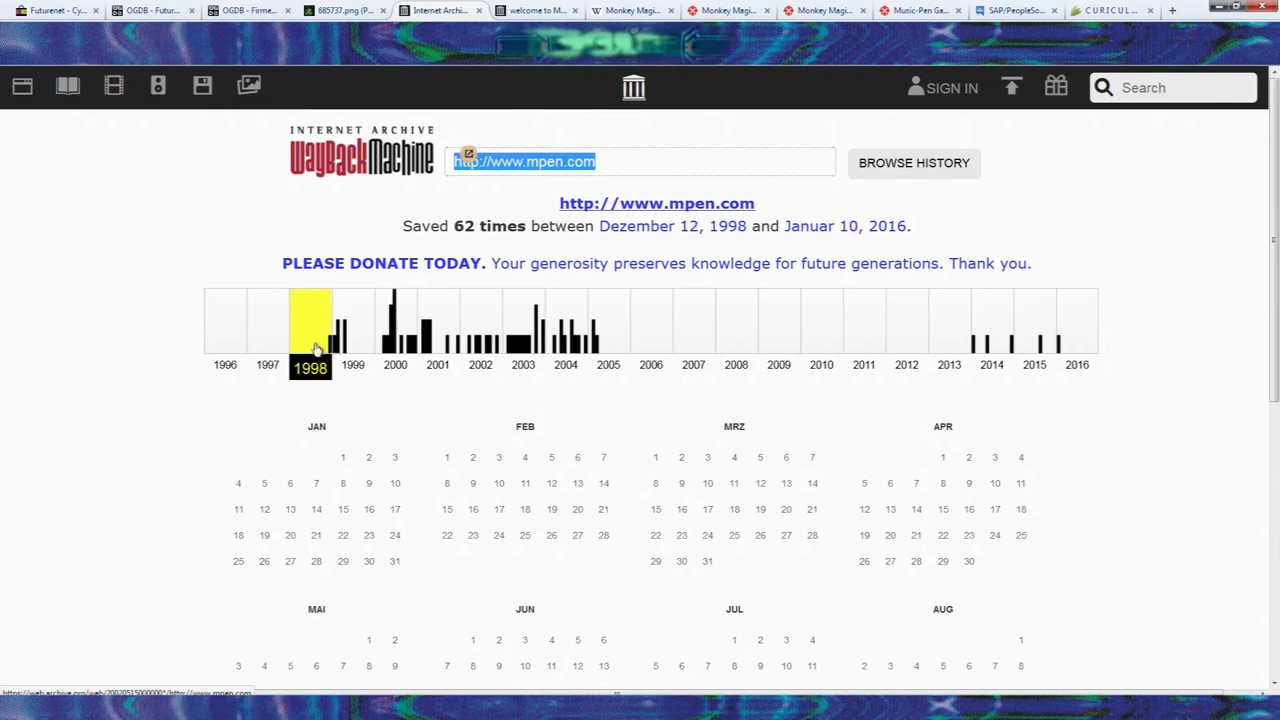 Futurenet - Cy... OGDB - Futur... OGDB - Firme... 685737.png (P... Internet Archi... welcome to M... Monkey Magi... Monkey Magi... Monkey Magi... Music-Pen Ga... SAP/PeopleSo... C U R I C U L ...
SIGN IN Search
INTERNET ARCHIVE
WayBackMachine
http://www.mpen.com
BROWSE HISTORY
http://www.mpen.com
Saved 62 times between Dezember 12, 1998 and Januar 10, 2016.
PLEASE DONATE TODAY. Your generosity preserves knowledge for future generations. Thank you.
1996 1997 1998 1999 2000 2001 2002 2003 2004 2005 2006 2007 2008 2009 2010 2011 2012 2013 2014 2015 2016
JAN FEB MRZ APR
1 2 3 1 2 3 4 5 6 7 1 2 3 4 5 6 7 1 2 3 4
4 5 6 7 8 9 10 8 9 10 11 12 13 14 8 9 10 11 12 13 14 5 6 7 8 9 10 11
11 12 13 14 15 16 17 15 16 17 18 19 20 21 15 16 17 18 19 20 21 12 13 14 15 16 17 18
18 19 20 21 22 23 24 22 23 24 25 26 27 28 22 23 24 25 26 27 28 19 20 21 22 23 24 25
25 26 27 28 29 30 31 29 30 31 26 27 28 29 30
MAI JUN JUL AUG
1 2 1 2 3 4 5 6 1 2 3 4 1
3 4 5 6 7 8 9 7 8 9 10 11 12 13 5 6 7 8 9 10 11 2 3 4 5 6 7 8
https://web.archive.org/web/20020515000000*/http://www.mpen.com